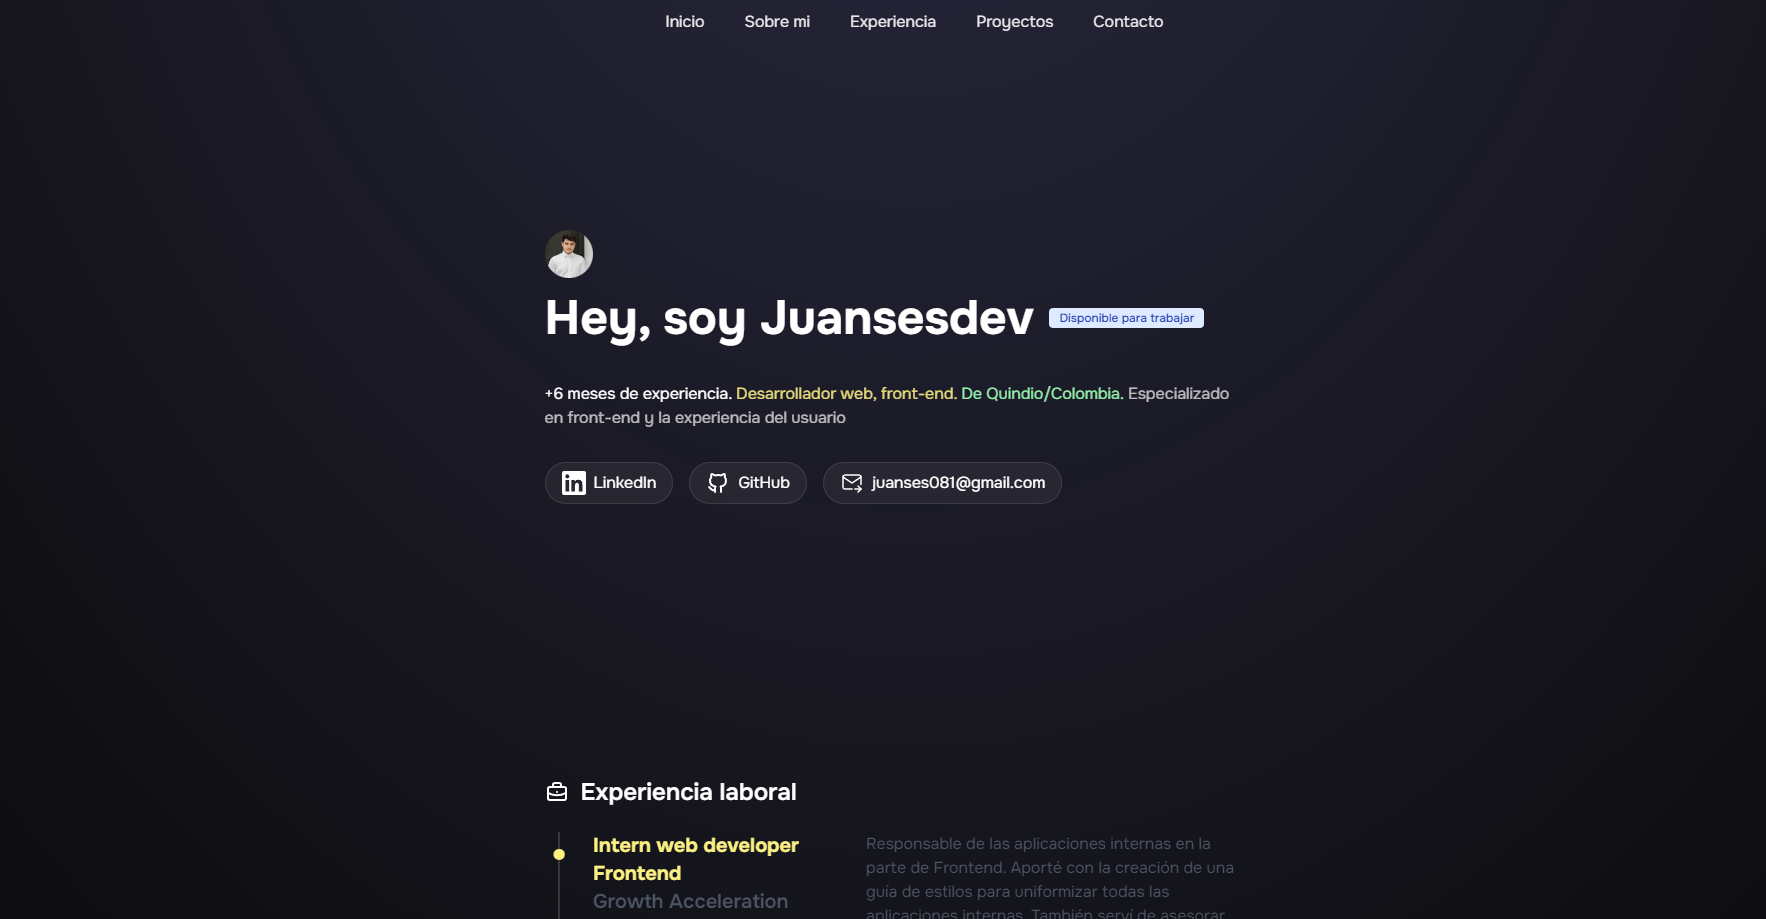 Inicio Sobre mi Experiencia Proyectos Contacto
Hey, soy Juansesdev Disponible para trabajar
+6 meses de experiencia. Desarrollador web, front-end. De Quindio/Colombia. Especializado
en front-end y la experiencia del usuario
LinkedIn GitHub juanses081@gmail.com
Experiencia laboral
Intern web developer
Frontend
Growth Acceleration
Responsable de las aplicaciones internas en la
parte de Frontend. Aporté con la creación de una
guía de estilos para uniformizar todas las
aplicaciones internas. También serví de asesorar